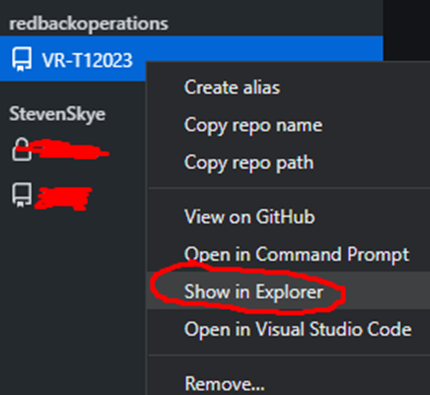 redbackoperations
VR-T12023
Create alias
Copy repo name
StevenSkye
Copy repo path
View on GitHub
Open in Command Prompt
Show in Explorer
Open in Visual Studio Code
Remove...